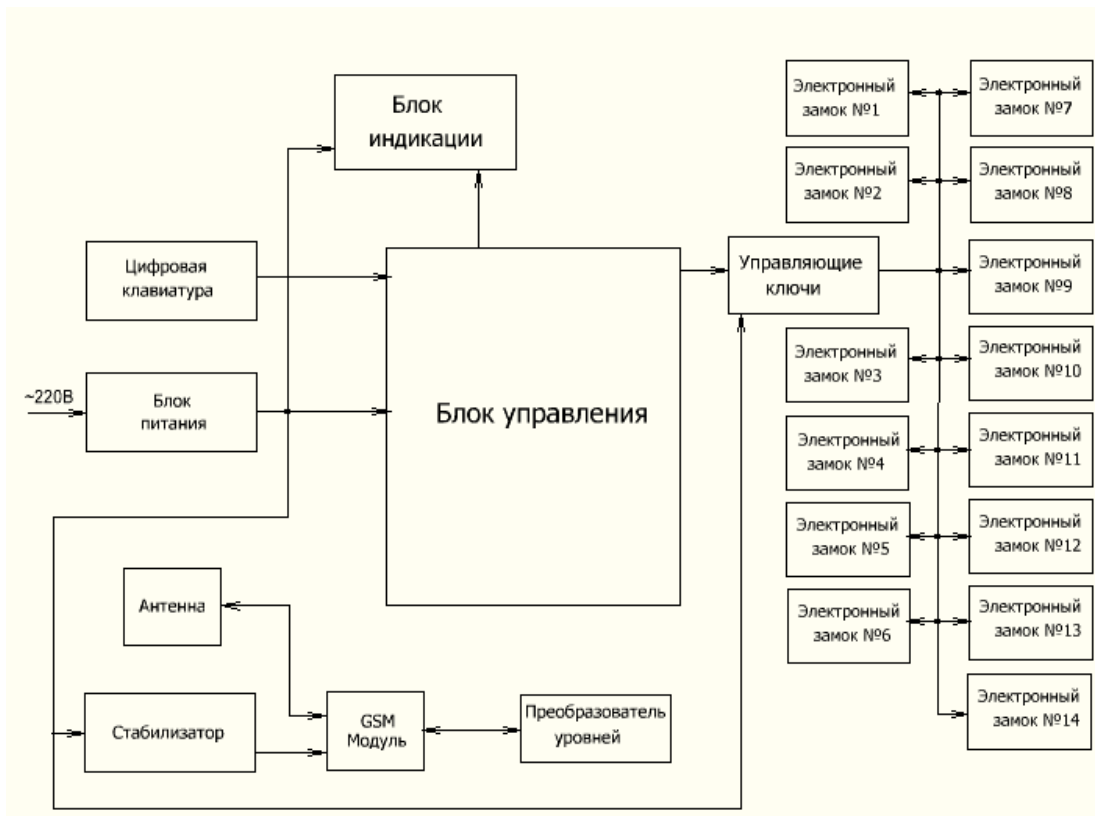 Блок
индикации
Цифровая
клавиатура
~220В
Блок
питания
Блок управления
Управляющие
ключи
Антенна
Стабилизатор
GSM
Модуль
Преобразователь
уровней
Электронный
замок №1
Электронный
замок №2
Электронный
замок №3
Электронный
замок №4
Электронный
замок №5
Электронный
замок №6
Электронный
замок №7
Электронный
замок №8
Электронный
замок №9
Электронный
замок №10
Электронный
замок №11
Электронный
замок №12
Электронный
замок №13
Электронный
замок №14